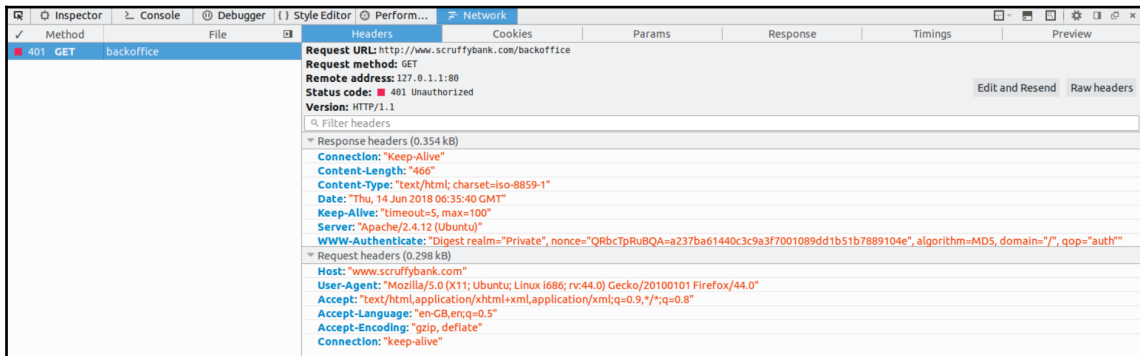 Inspector Console Debugger Style Editor Perform... Network
✓ Method File Headers Cookies Params Response Timings Preview
401 GET backoffice
Request URL: http://www.scruffybank.com/backoffice
Request method: GET
Remote address: 127.0.1.1:80
Status code: 401 Unauthorized
Edit and Resend Raw headers
Version: HTTP/1.1
Filter headers
Response headers (0.354 kB)
Connection: "Keep-Alive"
Content-Length: "466"
Content-Type: "text/html; charset=iso-8859-1"
Date: "Thu, 14 Jun 2018 06:35:40 GMT"
Keep-Alive: "timeout=5, max=100"
Server: "Apache/2.4.12 (Ubuntu)"
WWW-Authenticate: "Digest realm="Private", nonce="QRbcTpRuBQA=a237ba61440c3c9a3f7001089dd1b51b7889104e", algorithm=MD5, domain="/", qop="auth""
Request headers (0.298 kB)
Host: "www.scruffybank.com"
User-Agent: "Mozilla/5.0 (X11; Ubuntu; Linux i686; rv:44.0) Gecko/20100101 Firefox/44.0"
Accept: "text/html,application/xhtml+xml,application/xml;q=0.9,*/*;q=0.8"
Accept-Language: "en-GB,en;q=0.5"
Accept-Encoding: "gzip, deflate"
Connection: "keep-alive"